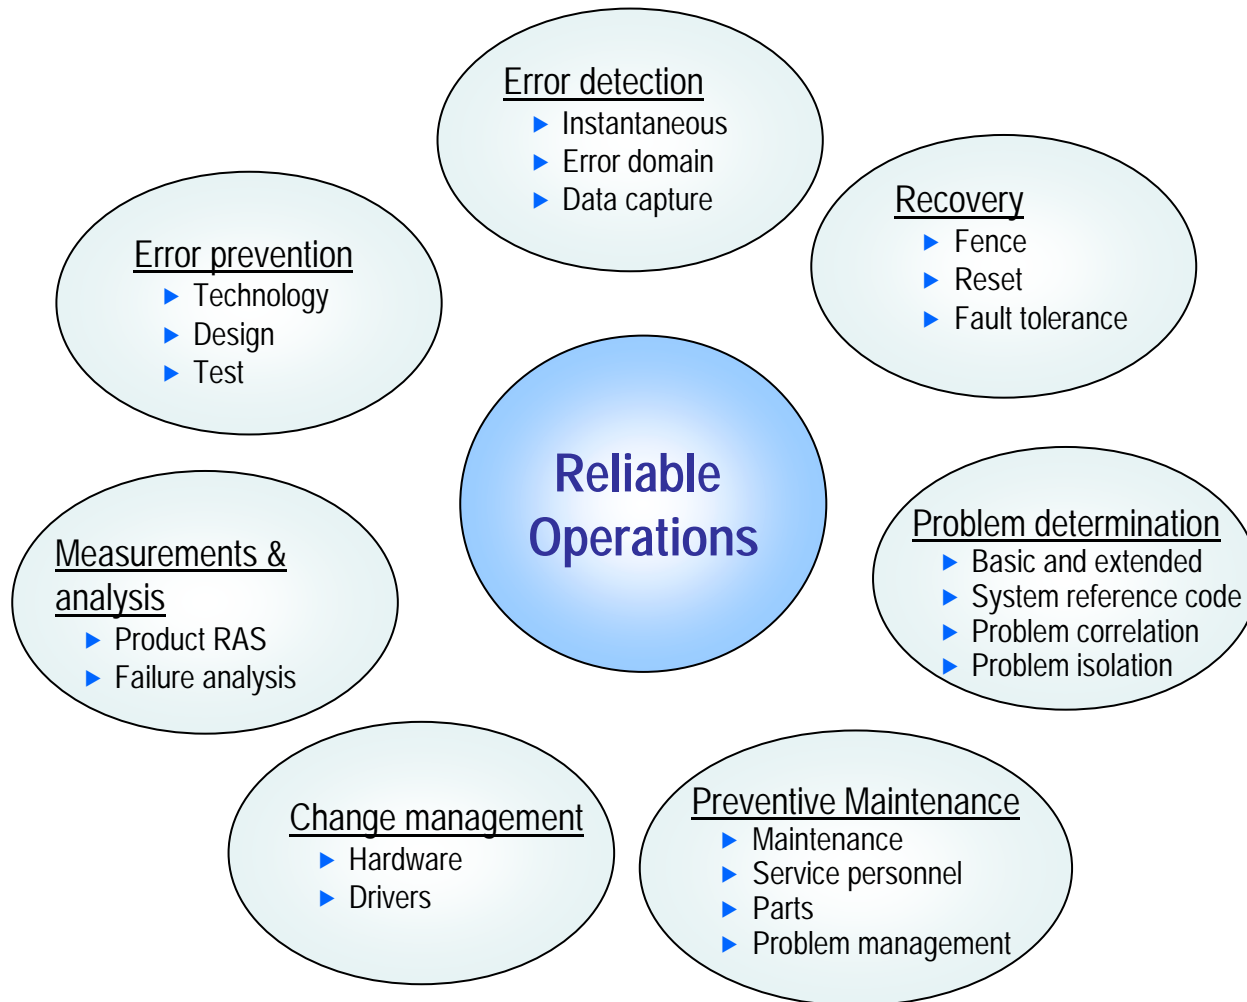 Error detection
Instantaneous
Error domain
Data capture
Recovery
Fence
Reset
Fault tolerance
Error prevention
Technology
Design
Test
Reliable
Operations
Problem determination
Basic and extended
System reference code
Problem correlation
Problem isolation
Measurements &
analysis
Product RAS
Failure analysis
Change management
Hardware
Drivers
Preventive Maintenance
Maintenance
Service personnel
Parts
Problem management